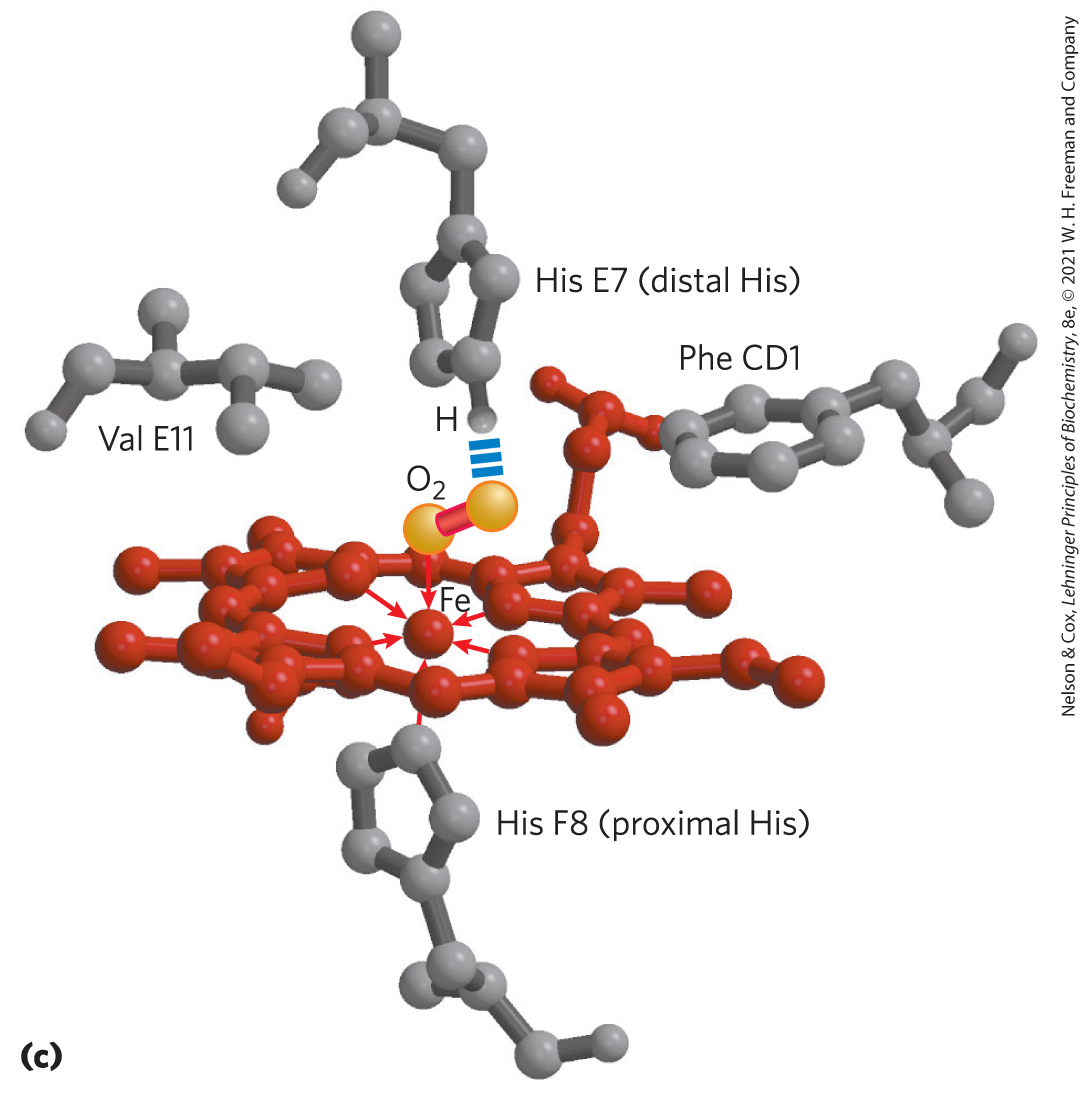 His E7 (distal His)
Phe CD1
H
Val E11
O₂
Fe
His F8 (proximal His)
(c)
Nelson & Cox, Lehninger Principles of Biochemistry, 8e, © 2021 W. H. Freeman and Company